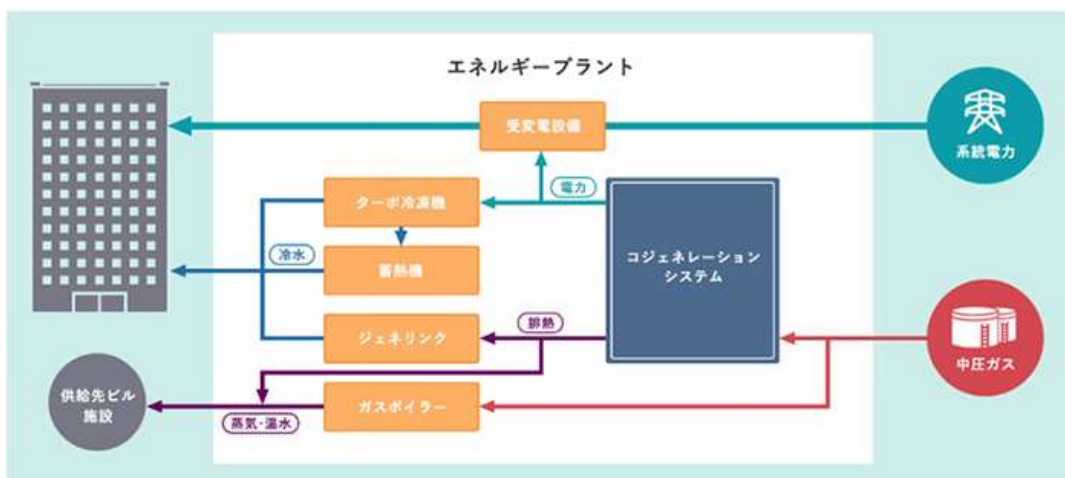 エネルギープラント
受変電設備
系統電力
電力
ターボ冷凍機
冷水
蓄熱機
コジェネレーション
システム
排熱
ジェネリンク
中圧ガス
供給先ビル
施設
ガスボイラー
蒸気・温水